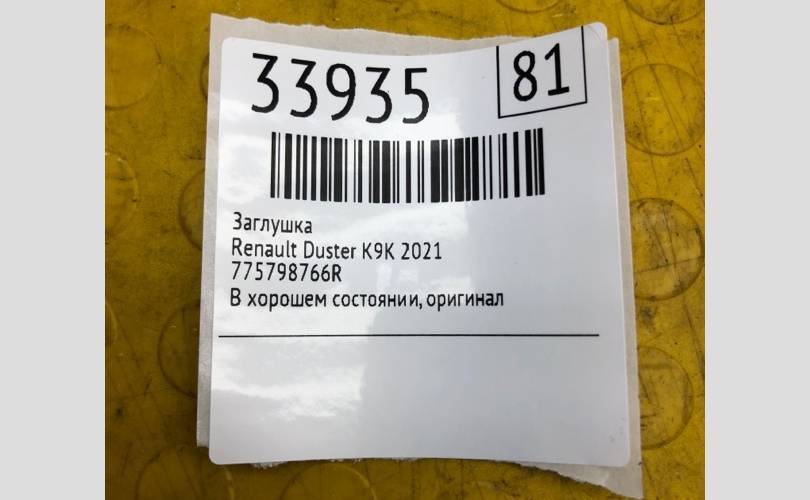 33935
81
Заглушка
Renault Duster K9K 2021
775798766R
В хорошем состоянии, оригинал